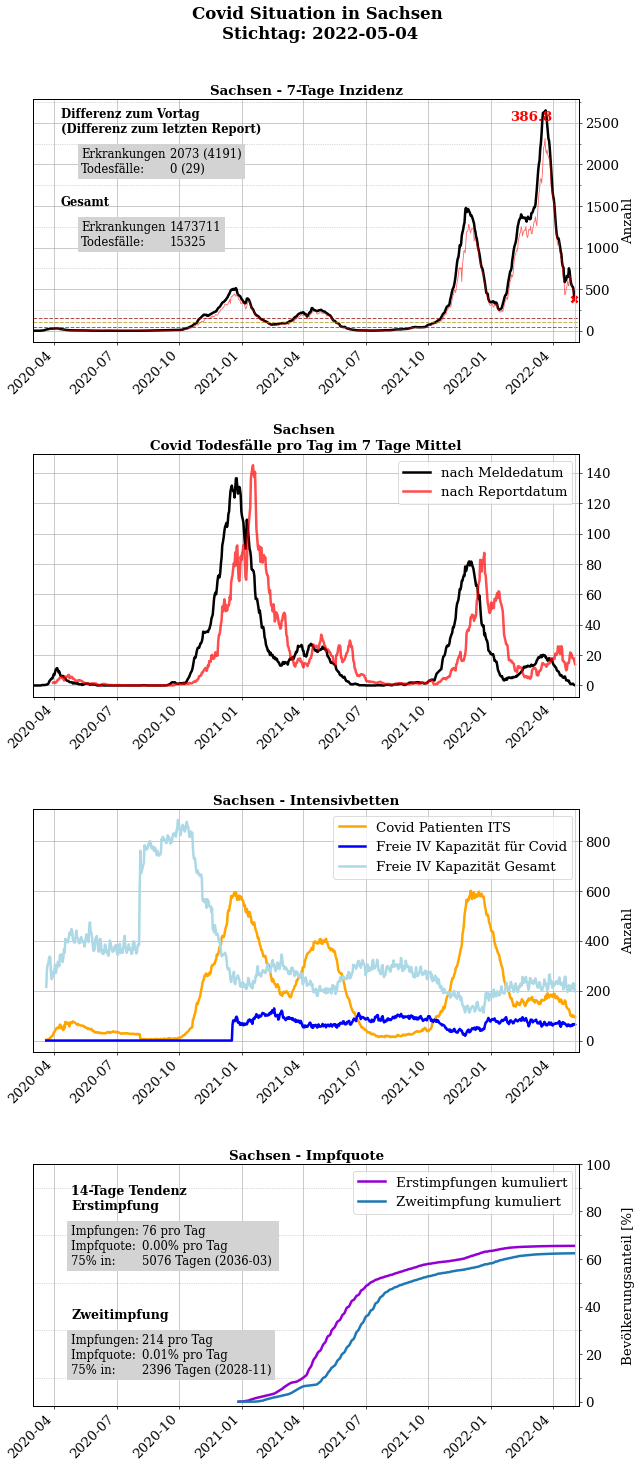 Covid Situation in Sachsen
Stichtag: 2022-05-04
Sachsen - 7-Tage Inzidenz
Differenz zum Vortag
(Differenz zum letzten Report)
Erkrankungen 2073 (4191)
Todesfälle: 0 (29)
Gesamt
Erkrankungen 1473711
Todesfälle: 15325
386.8
2500
2000
1500
1000
500
0
Anzahl
2020-04 2020-07 2020-10 2021-01 2021-04 2021-07 2021-10 2022-01 2022-04
Sachsen
Covid Todesfälle pro Tag im 7 Tage Mittel
nach Meldedatum
nach Reportdatum
140
120
100
80
60
40
20
0
2020-04 2020-07 2020-10 2021-01 2021-04 2021-07 2021-10 2022-01 2022-04
Sachsen - Intensivbetten
Covid Patienten ITS
Freie IV Kapazität für Covid
Freie IV Kapazität Gesamt
800
600
400
200
0
Anzahl
2020-04 2020-07 2020-10 2021-01 2021-04 2021-07 2021-10 2022-01 2022-04
Sachsen - Impfquote
14-Tage Tendenz
Erstimpfung
Impfungen: 76 pro Tag
Impfquote: 0.00% pro Tag
75% in: 5076 Tagen (2036-03)
Zweitimpfung
Impfungen: 214 pro Tag
Impfquote: 0.01% pro Tag
75% in: 2396 Tagen (2028-11)
Erstimpfungen kumuliert
Zweitimpfung kumuliert
100
80
60
40
20
0
Bevölkerungsanteil [%]
2020-04 2020-07 2020-10 2021-01 2021-04 2021-07 2021-10 2022-01 2022-04